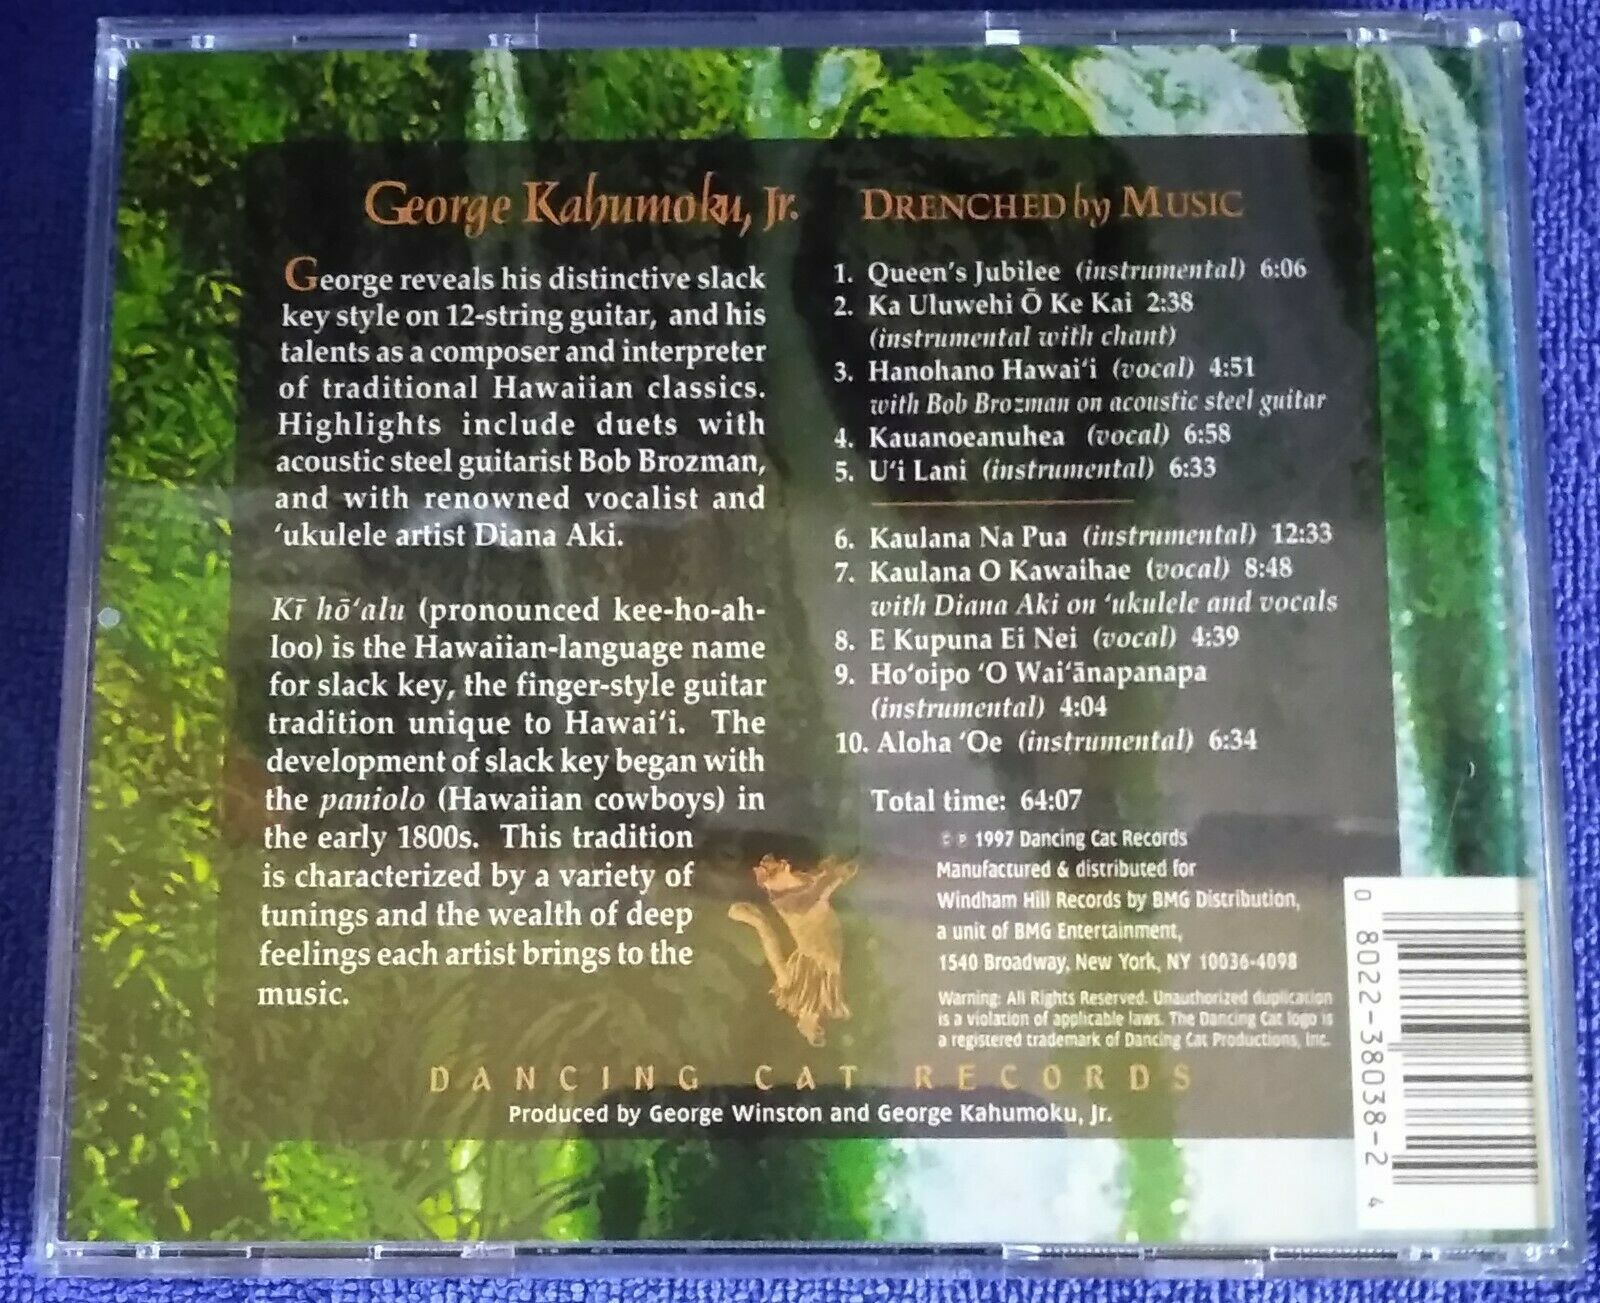 George Kahumoku, Jr.
George reveals his distinctive slack
key style on 12-string guitar, and his
talents as a composer and interpreter
of traditional Hawaiian classics.
Highlights include duets with
acoustic steel guitarist Bob Brozman,
and with renowned vocalist and
ʻukulele artist Diana Aki.
Kī hōʻalu (pronounced kee-ho-ah-
loo) is the Hawaiian-language name
for slack key, the finger-style guitar
tradition unique to Hawaiʻi. The
development of slack key began with
the paniolo (Hawaiian cowboys) in
the early 1800s. This tradition
is characterized by a variety of
tunings and the wealth of deep
feelings each artist brings to the
music.
DRENCHED by MUSIC
1. Queen's Jubilee (instrumental) 6:06
2. Ka Uluwehi Ō Ke Kai 2:38
(instrumental with chant)
3. Hanohano Hawaiʻi (vocal) 4:51
with Bob Brozman on acoustic steel guitar
4. Kauanoeanuhea (vocal) 6:58
5. Uʻi Lani (instrumental) 6:33
6. Kaulana Na Pua (instrumental) 12:33
7. Kaulana O Kawaihae (vocal) 8:48
with Diana Aki on ʻukulele and vocals
8. E Kupuna Ei Nei (vocal) 4:39
9. Hoʻoipo ʻO Waiʻānapanapa
(instrumental) 4:04
10. Aloha ʻOe (instrumental) 6:34
Total time: 64:07
© ℗ 1997 Dancing Cat Records
Manufactured & distributed for
Windham Hill Records by BMG Distribution,
a unit of BMG Entertainment,
1540 Broadway, New York, NY 10036-4098
Warning: All Rights Reserved. Unauthorized duplication
is a violation of applicable laws. The Dancing Cat logo is
a registered trademark of Dancing Cat Productions, Inc.
DANCING CAT RECORDS
Produced by George Winston and George Kahumoku, Jr.
0 8022-38038-2 4